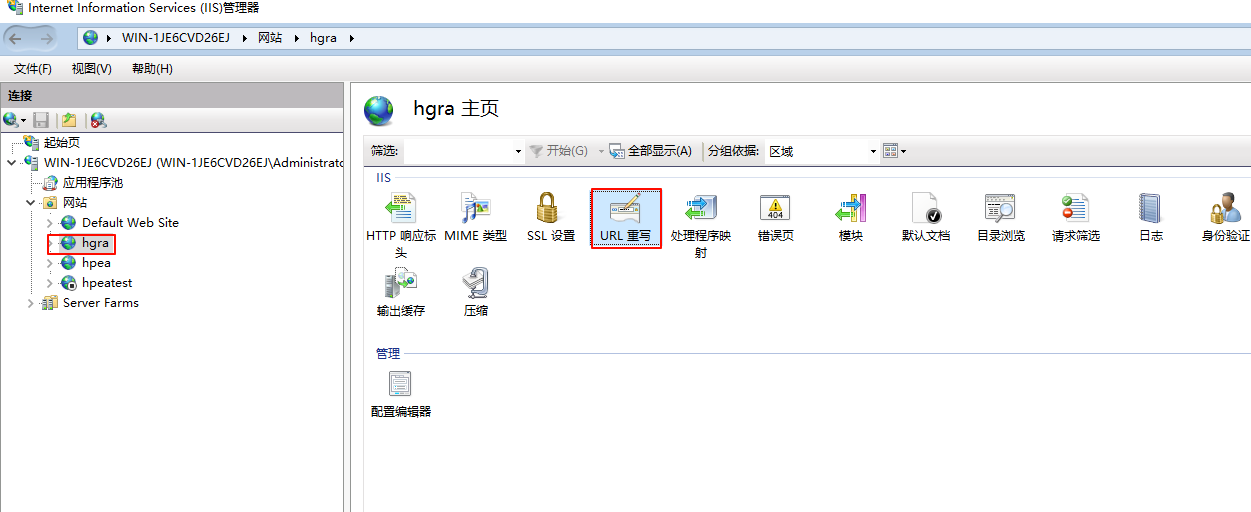 Internet Information Services (IIS)管理器
WIN-1JE6CVD26EJ 网站 hgra
文件(F) 视图(V) 帮助(H)
连接
起始页
WIN-1JE6CVD26EJ (WIN-1JE6CVD26EJ\Administrato
应用程序池
网站
Default Web Site
hgra
hpea
hpeatest
Server Farms
hgra 主页
筛选: 开始(G) 全部显示(A) 分组依据: 区域
IIS
HTTP 响应标头 MIME 类型 SSL 设置 URL 重写 处理程序映射 404 错误页 模块 默认文档 目录浏览 请求筛选 日志 身份验证
输出缓存 压缩
管理
配置编辑器